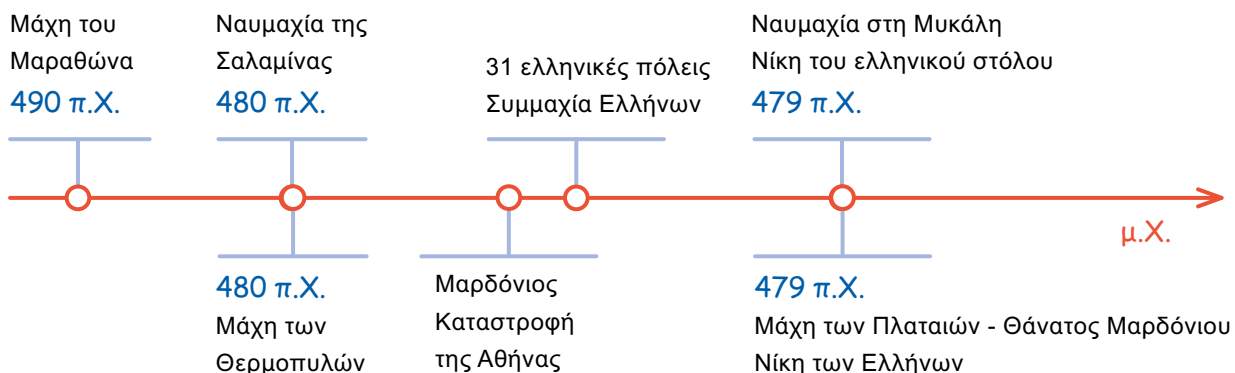 Μάχη του
Μαραθώνα
490 π.Χ.
Ναυμαχία της
Σαλαμίνας
480 π.Χ.
31 ελληνικές πόλεις
Συμμαχία Ελλήνων
Ναυμαχία στη Μυκάλη
Νίκη του ελληνικού στόλου
479 π.Χ.
μ.Χ.
480 π.Χ.
Μάχη των
Θερμοπυλών
Μαρδόνιος
Καταστροφή
της Αθήνας
479 π.Χ.
Μάχη των Πλαταιών - Θάνατος Μαρδόνιου
Νίκη των Ελλήνων